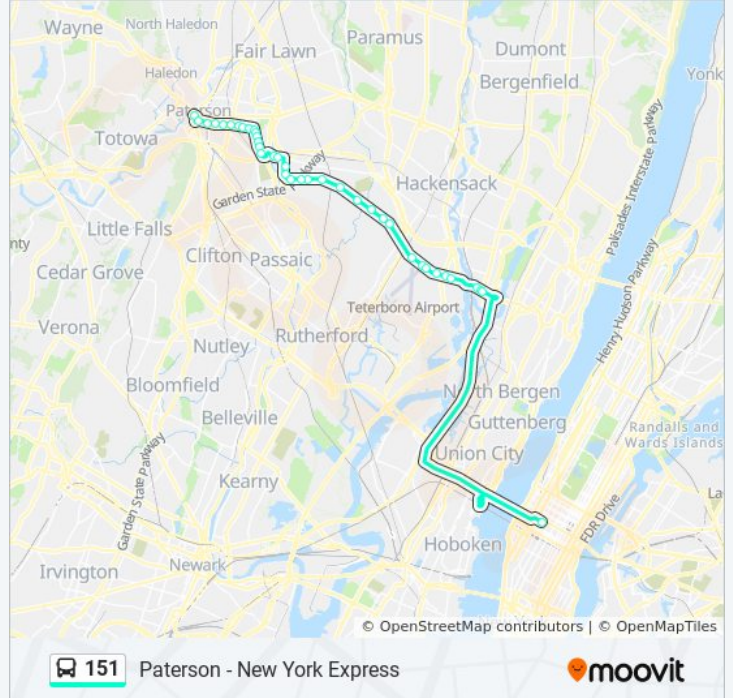 Wayne
North Haledon
Paramus
Fair Lawn
Dumont
Haledon
Bergenfield
Yonk
Paterson
Totowa
Palisades Interstate Parkway
Garden State Parkway
Hackensack
Little Falls
nty
Clifton
Passaic
Cedar Grove
Henry Hudson Parkway
Teterboro Airport
Verona
Rutherford
Nutley
Bloomfield
North Bergen
Belleville
Guttenberg
Randalls and
Wards Islands
Union City
Garden State Parkway
Kearny
La
FDR Drive
Hoboken
Newark
Irvington
© OpenStreetMap contributors | © OpenMapTiles
151 Paterson - New York Express
moovit